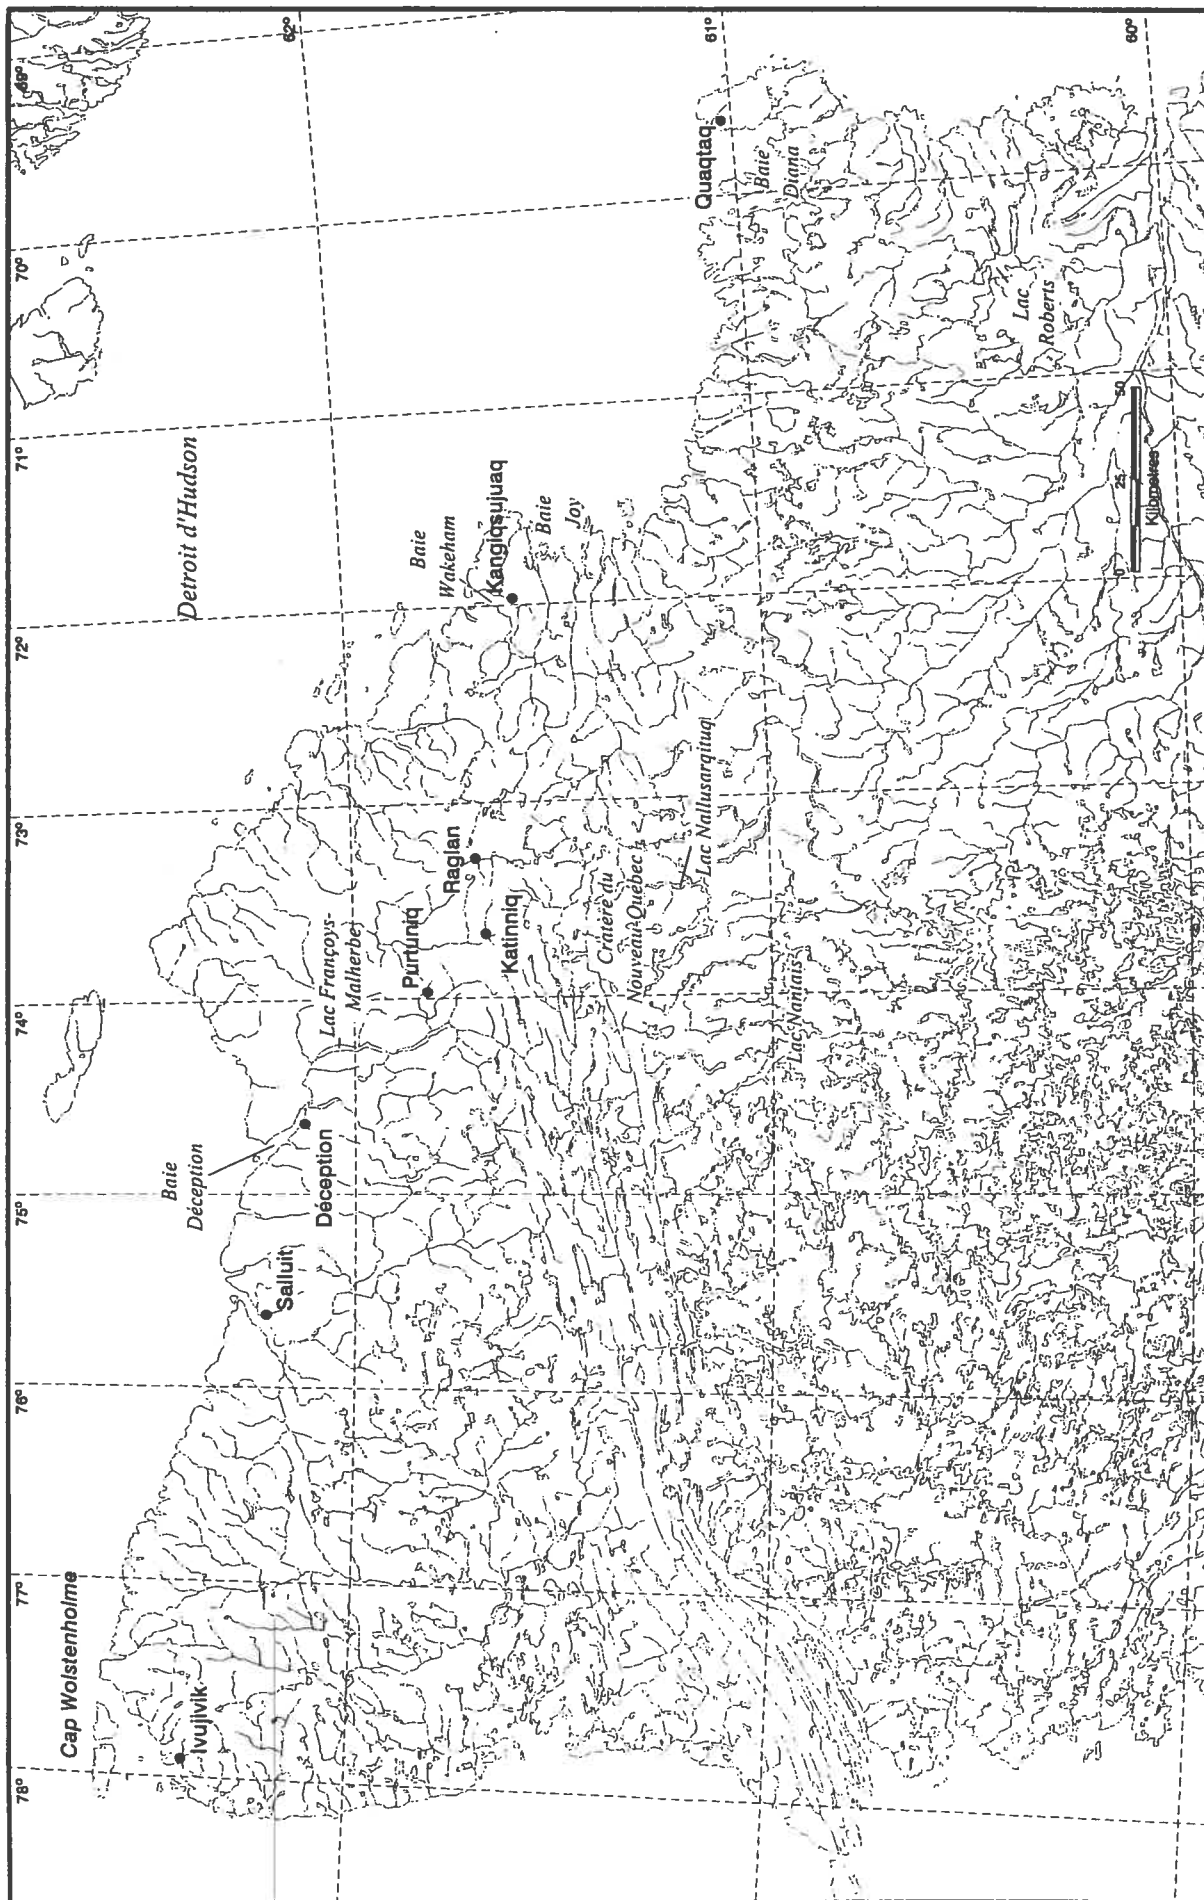 78°
77°
76°
75°
74°
73°
72°
71°
70°
69°
62°
61°
60°
Cap Wolstenholme
Ivujivik
Salluit
Baie
Déception
Déception
Lac Françoys-
Malherbe
Purtuniq
Raglan
Katinniq
Cratère du
Nouveau-Québec
Lac Nallusarqituq
Lac Nantais
Detroit d'Hudson
Baie
Wakeham
Kangiqsujuaq
Baie
Joy
Quaqtaq
Baie
Diana
Lac
Roberts
0 25 50
Kilometres